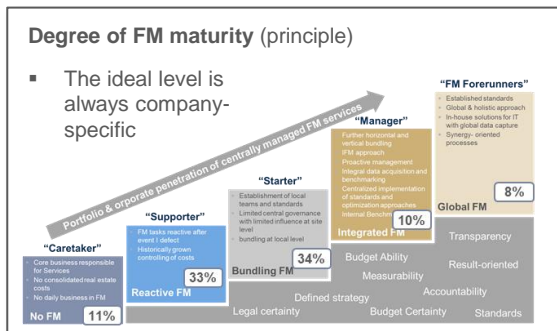 Degree of FM maturity (principle)
▪ The ideal level is
always company-
specific
Portfolio & orporate penetration of centrally managed FM services
"Caretaker"
• Core business responsible
for Services
• No consolidated real estate
costs
• No daily business in FM
No FM
11%
"Supporter"
• FM tasks reactive after
event I defect
• Historically grown
controlling of costs
Reactive FM
33%
"Starter"
• Establishment of local
teams and standards
• Limited central governance
with limited influence at site
level
• bundling at local level
Bundling FM
34%
"Manager"
• Further horizontal and
vertical bundling
• IFM approach
• Proactive management
• Integral data acquisition and
benchmarking
• Centralized implementation
of standards and
optimization approaches
• Internal Benchm
Integrated FM
10%
"FM Forerunners"
• Established standards
• Global & holistic approach
• In-house solutions for IT
with global data capture
• Synergy- oriented
processes
Global FM
8%
Transparency
Budget Ability
Result-oriented
Measurability
Accountability
Defined strategy
Legal certainty
Budget Certainty
Standards